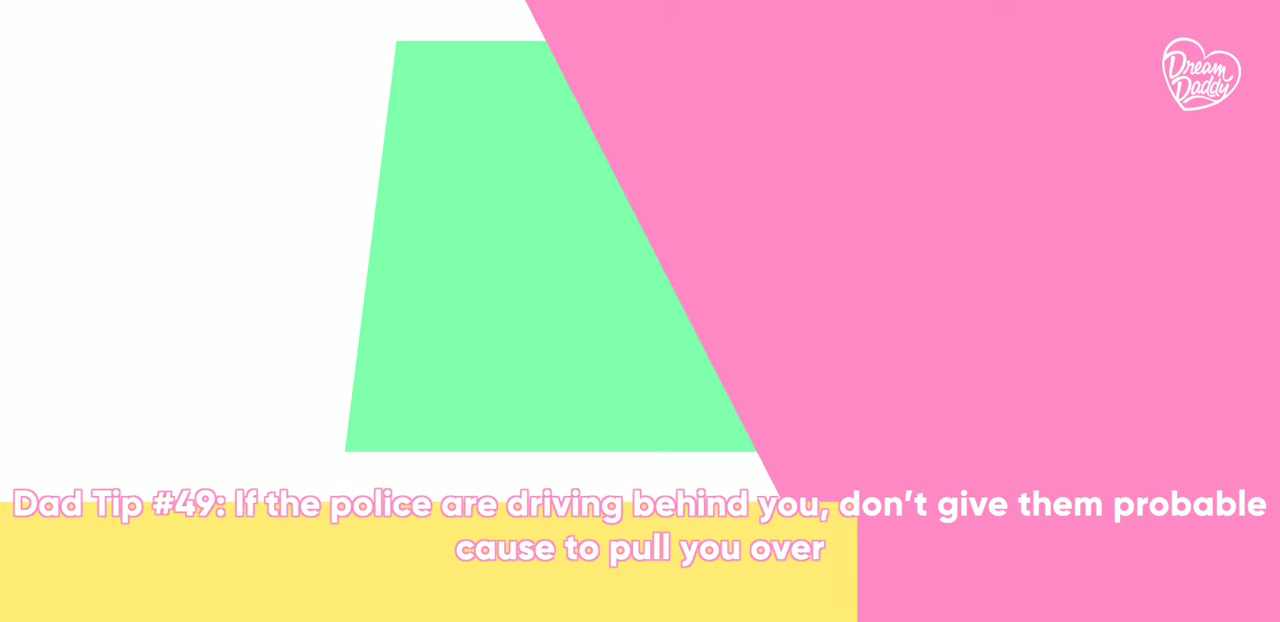 Dream
Daddy
Dad Tip #49: If the police are driving behind you, don’t give them probable
cause to pull you over